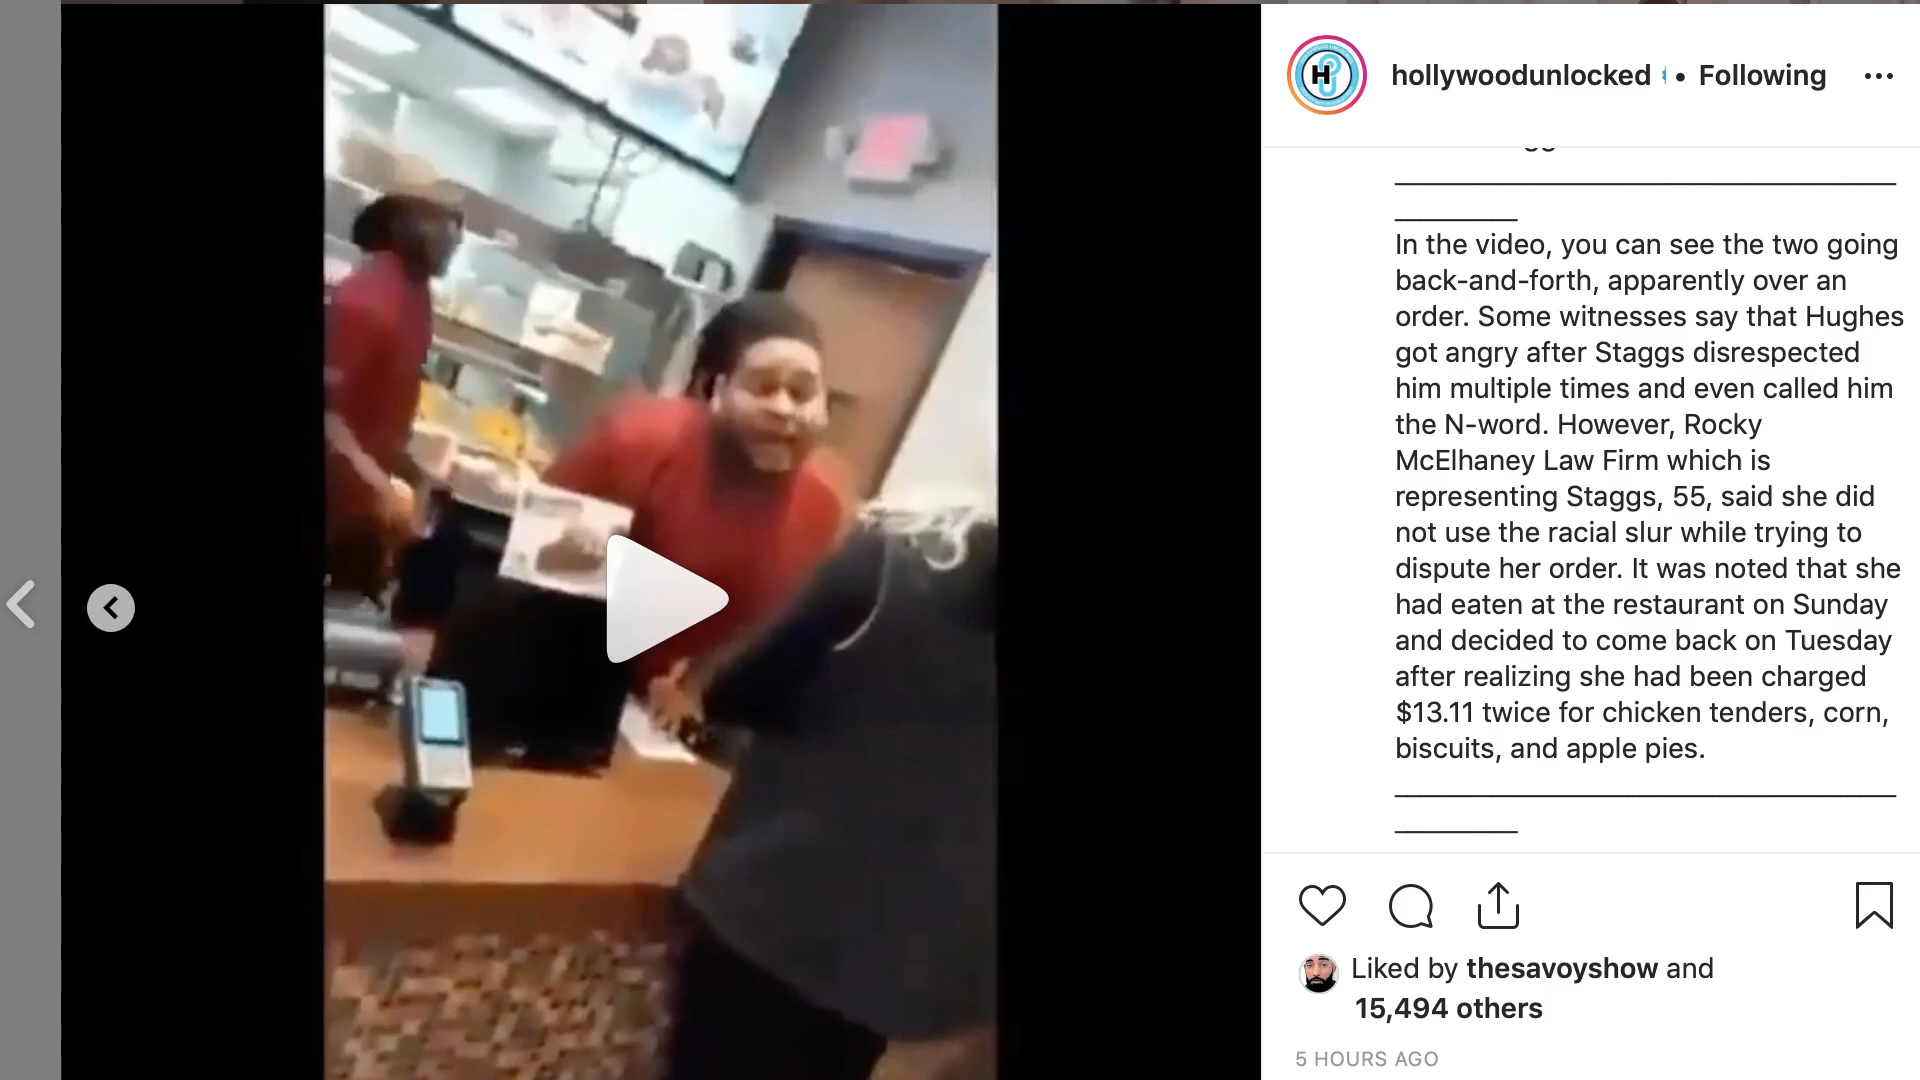 H
hollywoodunlocked • Following
In the video, you can see the two going
back-and-forth, apparently over an
order. Some witnesses say that Hughes
got angry after Staggs disrespected
him multiple times and even called him
the N-word. However, Rocky
McElhaney Law Firm which is
representing Staggs, 55, said she did
not use the racial slur while trying to
dispute her order. It was noted that she
had eaten at the restaurant on Sunday
and decided to come back on Tuesday
after realizing she had been charged
$13.11 twice for chicken tenders, corn,
biscuits, and apple pies.
Liked by thesavoyshow and
15,494 others
5 HOURS AGO